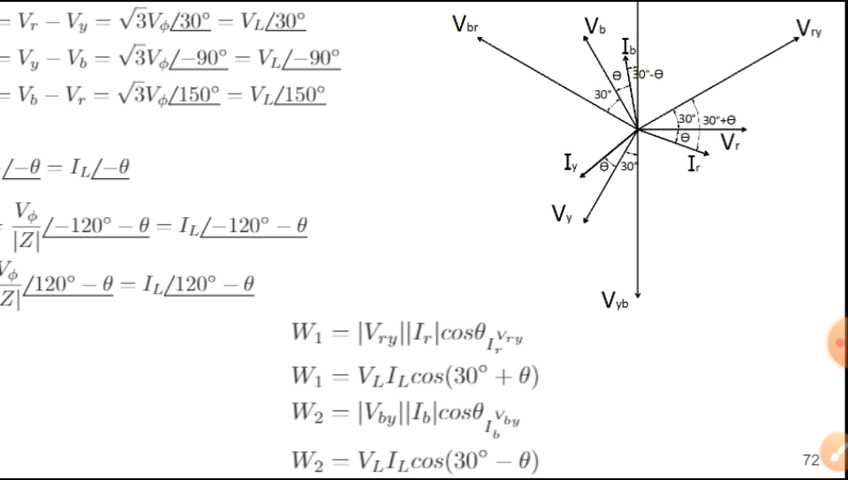 = V_r − V_y = √3V_ϕ/30° = V_L/30°
= V_y − V_b = √3V_ϕ/−90° = V_L/−90°
= V_b − V_r = √3V_ϕ/150° = V_L/150°
/−θ = I_L/−θ
= V_ϕ/|Z| /−120° − θ = I_L/−120° − θ
V_ϕ/Z| /120° − θ = I_L/120° − θ
V_br
V_b
I_b
V_ry
θ
30°-θ
30°
30°
30°+θ
θ
V_r
I_r
I_y
θ
30°
V_y
V_yb
W_1 = |V_ry||I_r|cosθ_{I_r}^{V_ry}
W_1 = V_L I_L cos(30° + θ)
W_2 = |V_by||I_b|cosθ_{I_b}^{V_by}
W_2 = V_L I_L cos(30° − θ)
72